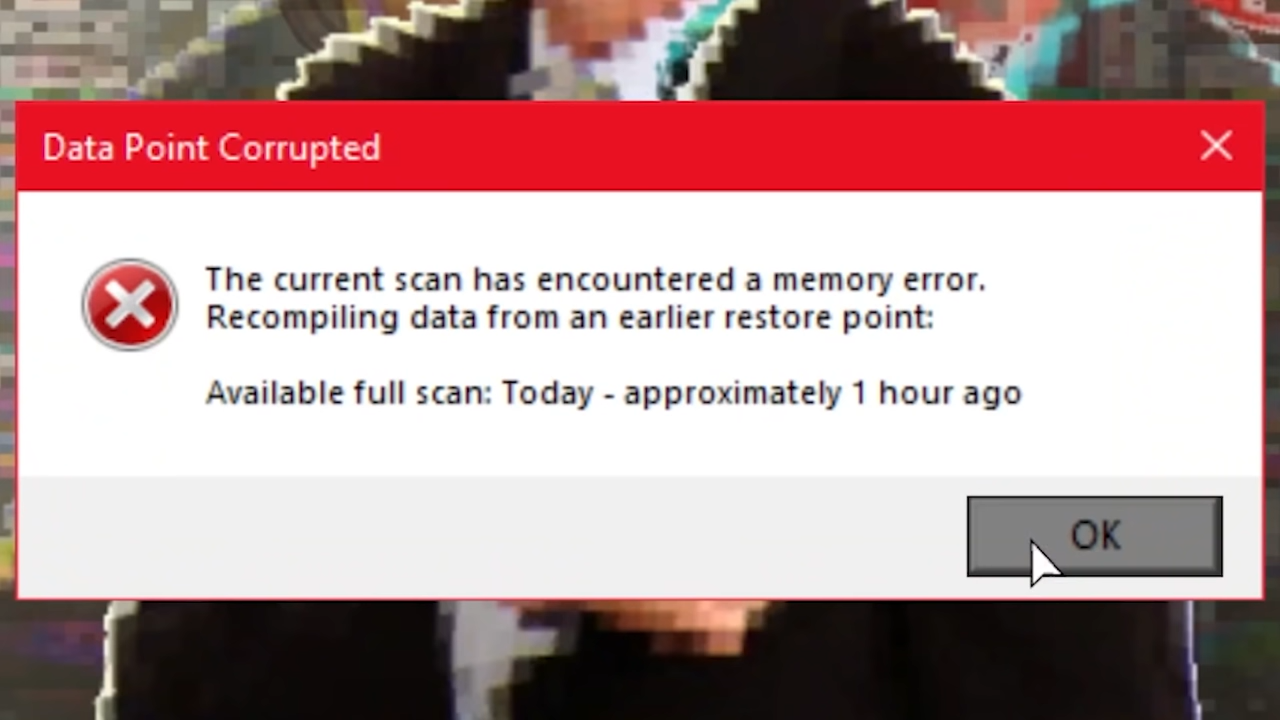 Data Point Corrupted
The current scan has encountered a memory error.
Recompiling data from an earlier restore point:
Available full scan: Today - approximately 1 hour ago
OK